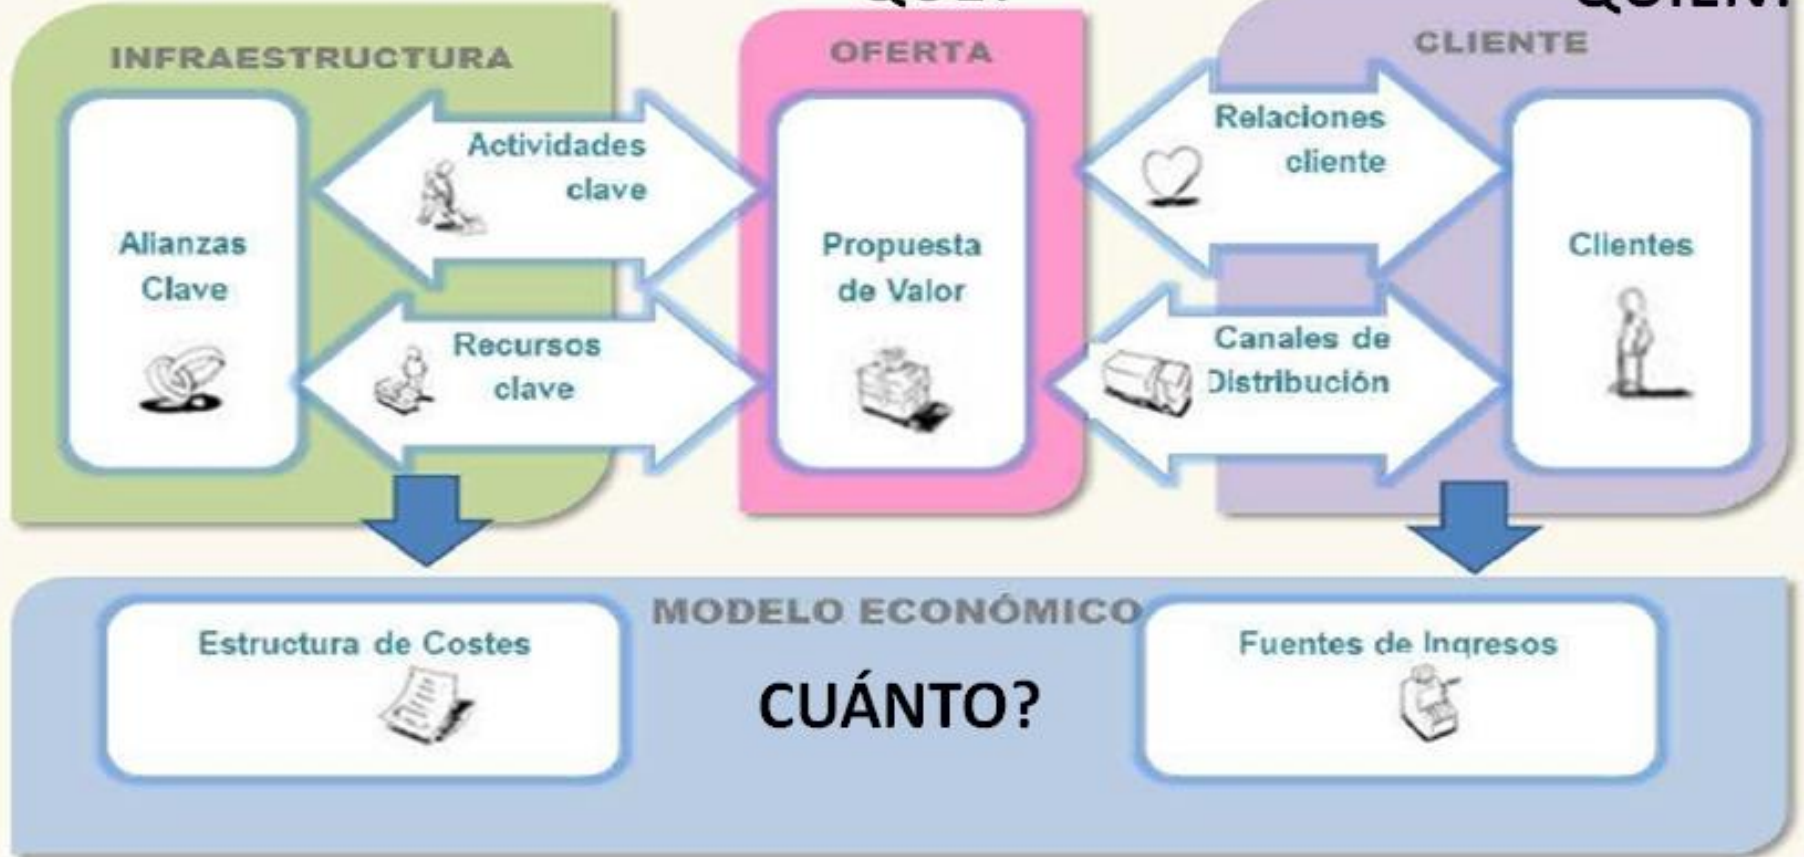 INFRAESTRUCTURA
OFERTA
CLIENTE
Alianzas
Clave
Actividades
clave
Recursos
clave
Propuesta
de Valor
Relaciones
cliente
Canales de
Distribución
Clientes
MODELO ECONÓMICO
Estructura de Costes
CUÁNTO?
Fuentes de Ingresos